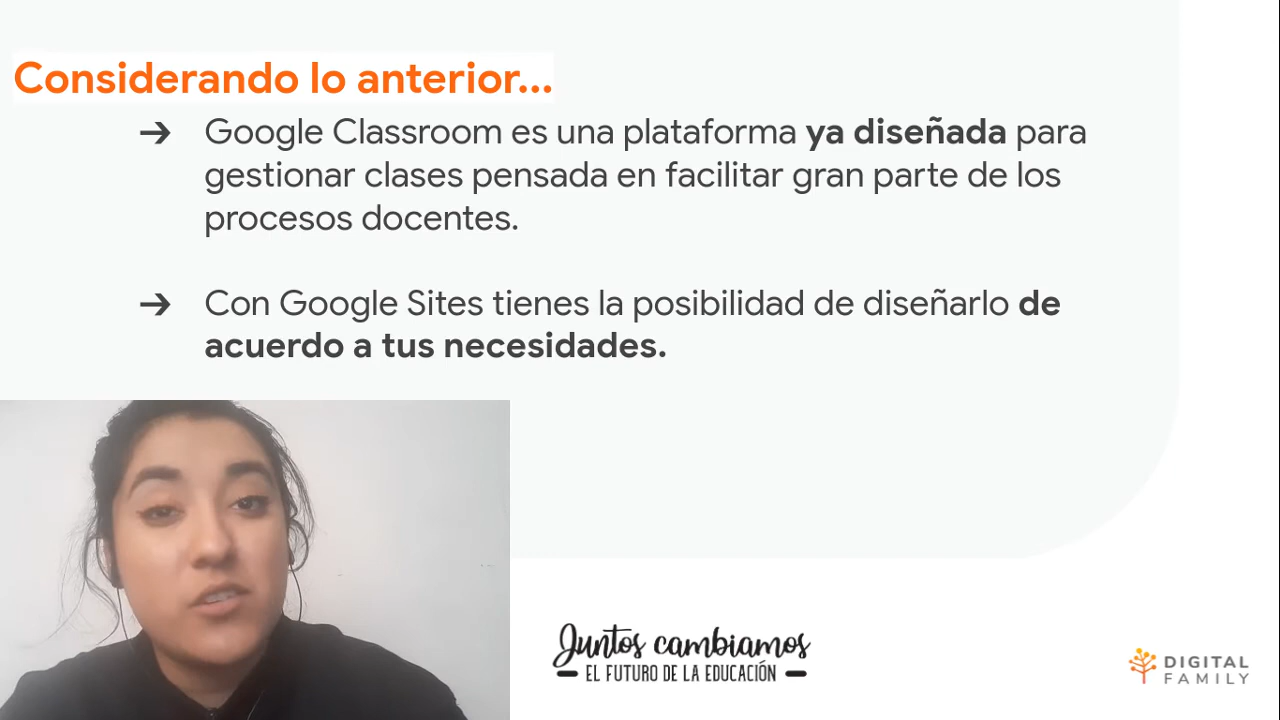 Considerando lo anterior...
➔ Google Classroom es una plataforma ya diseñada para
gestionar clases pensada en facilitar gran parte de los
procesos docentes.
➔ Con Google Sites tienes la posibilidad de diseñarlo de
acuerdo a tus necesidades.
Juntos cambiamos
EL FUTURO DE LA EDUCACIÓN
DIGITAL
FAMILY